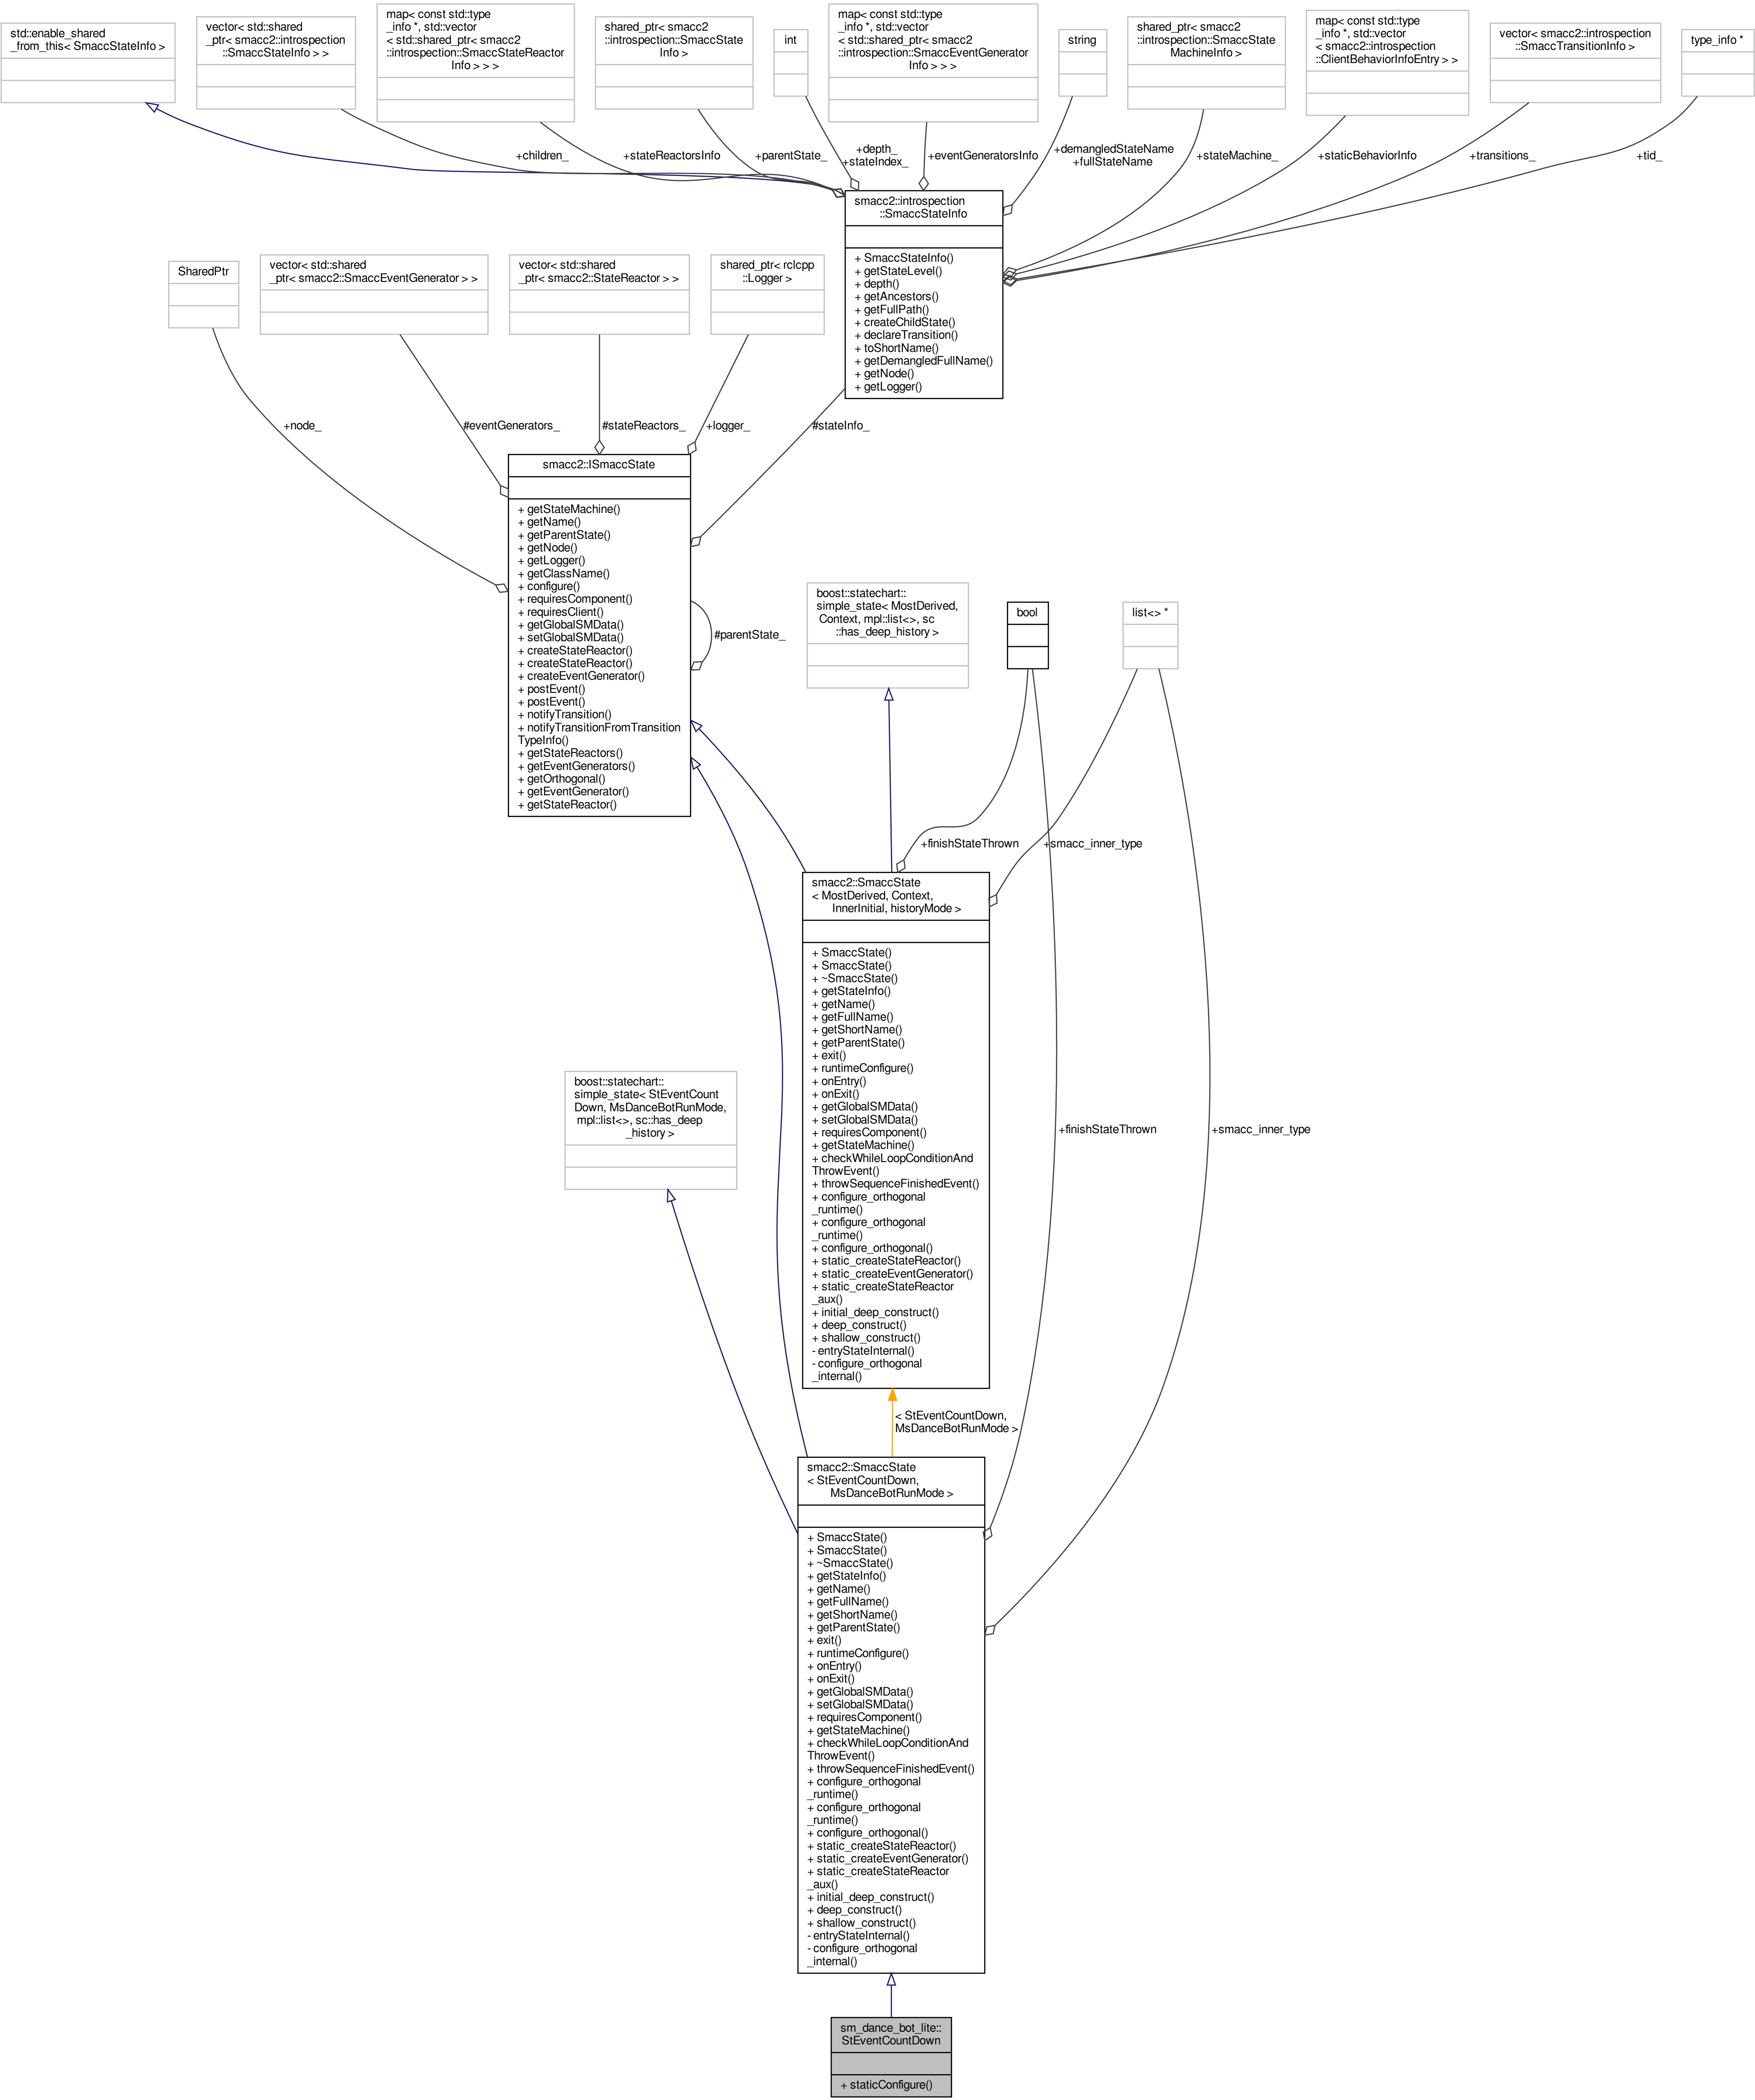 std::enable_shared
_from_this< SmaccStateInfo >
vector< std::shared
_ptr< smacc2::introspection
::SmaccStateInfo > >
map< const std::type
_info *, std::vector
< std::shared_ptr< smacc2
::introspection::SmaccStateReactor
Info > > >
shared_ptr< smacc2
::introspection::SmaccState
Info >
int
map< const std::type
_info *, std::vector
< std::shared_ptr< smacc2
::introspection::SmaccEventGenerator
Info > > >
string
shared_ptr< smacc2
::introspection::SmaccState
MachineInfo >
map< const std::type
_info *, std::vector
< smacc2::introspection
::ClientBehaviorInfoEntry > >
vector< smacc2::introspection
::SmaccTransitionInfo >
type_info *
+children_
+stateReactorsInfo
+parentState_
+depth_
+stateIndex_
+eventGeneratorsInfo
+demangledStateName
+fullStateName
+stateMachine_
+staticBehaviorInfo
+transitions_
+tid_
smacc2::introspection
::SmaccStateInfo
+ SmaccStateInfo()
+ getStateLevel()
+ depth()
+ getAncestors()
+ getFullPath()
+ createChildState()
+ declareTransition()
+ toShortName()
+ getDemangledFullName()
+ getNode()
+ getLogger()
SharedPtr
vector< std::shared
_ptr< smacc2::SmaccEventGenerator > >
vector< std::shared
_ptr< smacc2::StateReactor > >
shared_ptr< rclcpp
::Logger >
+node_
#eventGenerators_
#stateReactors_
+logger_
#stateInfo_
smacc2::ISmaccState
+ getStateMachine()
+ getName()
+ getParentState()
+ getNode()
+ getLogger()
+ getClassName()
+ configure()
+ requiresComponent()
+ requiresClient()
+ getGlobalSMData()
+ setGlobalSMData()
+ createStateReactor()
+ createStateReactor()
+ createEventGenerator()
+ postEvent()
+ postEvent()
+ notifyTransition()
+ notifyTransitionFromTransition
TypeInfo()
+ getStateReactors()
+ getEventGenerators()
+ getOrthogonal()
+ getEventGenerator()
+ getStateReactor()
#parentState_
boost::statechart::
simple_state< MostDerived,
Context, mpl::list<>, sc
::has_deep_history >
bool
list<> *
+finishStateThrown
+smacc_inner_type
smacc2::SmaccState
< MostDerived, Context,
InnerInitial, historyMode >
+ SmaccState()
+ SmaccState()
+ ~SmaccState()
+ getStateInfo()
+ getName()
+ getFullName()
+ getShortName()
+ getParentState()
+ exit()
+ runtimeConfigure()
+ onEntry()
+ onExit()
+ getGlobalSMData()
+ setGlobalSMData()
+ requiresComponent()
+ getStateMachine()
+ checkWhileLoopConditionAnd
ThrowEvent()
+ throwSequenceFinishedEvent()
+ configure_orthogonal
_runtime()
+ configure_orthogonal
_runtime()
+ configure_orthogonal()
+ static_createStateReactor()
+ static_createEventGenerator()
+ static_createStateReactor
_aux()
+ initial_deep_construct()
+ deep_construct()
+ shallow_construct()
- entryStateInternal()
- configure_orthogonal
_internal()
boost::statechart::
simple_state< StEventCount
Down, MsDanceBotRunMode,
mpl::list<>, sc::has_deep
_history >
+finishStateThrown
+smacc_inner_type
< StEventCountDown,
MsDanceBotRunMode >
smacc2::SmaccState
< StEventCountDown,
MsDanceBotRunMode >
+ SmaccState()
+ SmaccState()
+ ~SmaccState()
+ getStateInfo()
+ getName()
+ getFullName()
+ getShortName()
+ getParentState()
+ exit()
+ runtimeConfigure()
+ onEntry()
+ onExit()
+ getGlobalSMData()
+ setGlobalSMData()
+ requiresComponent()
+ getStateMachine()
+ checkWhileLoopConditionAnd
ThrowEvent()
+ throwSequenceFinishedEvent()
+ configure_orthogonal
_runtime()
+ configure_orthogonal
_runtime()
+ configure_orthogonal()
+ static_createStateReactor()
+ static_createEventGenerator()
+ static_createStateReactor
_aux()
+ initial_deep_construct()
+ deep_construct()
+ shallow_construct()
- entryStateInternal()
- configure_orthogonal
_internal()
sm_dance_bot_lite::
StEventCountDown
+ staticConfigure()